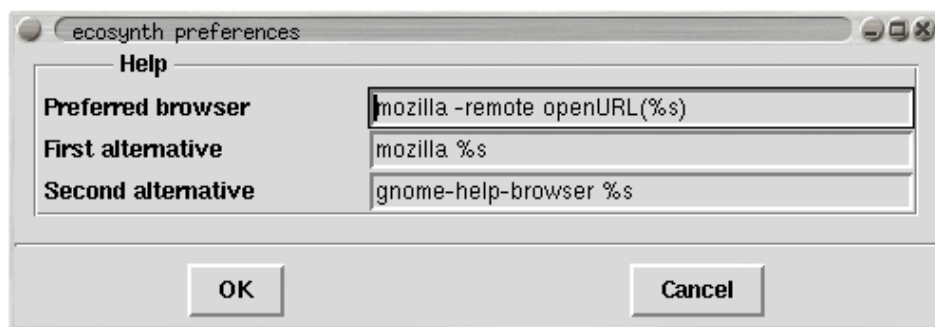 ecosynth preferences
Help
Preferred browser mozilla -remote openURL(%s)
First alternative mozilla %s
Second alternative gnome-help-browser %s
OK Cancel